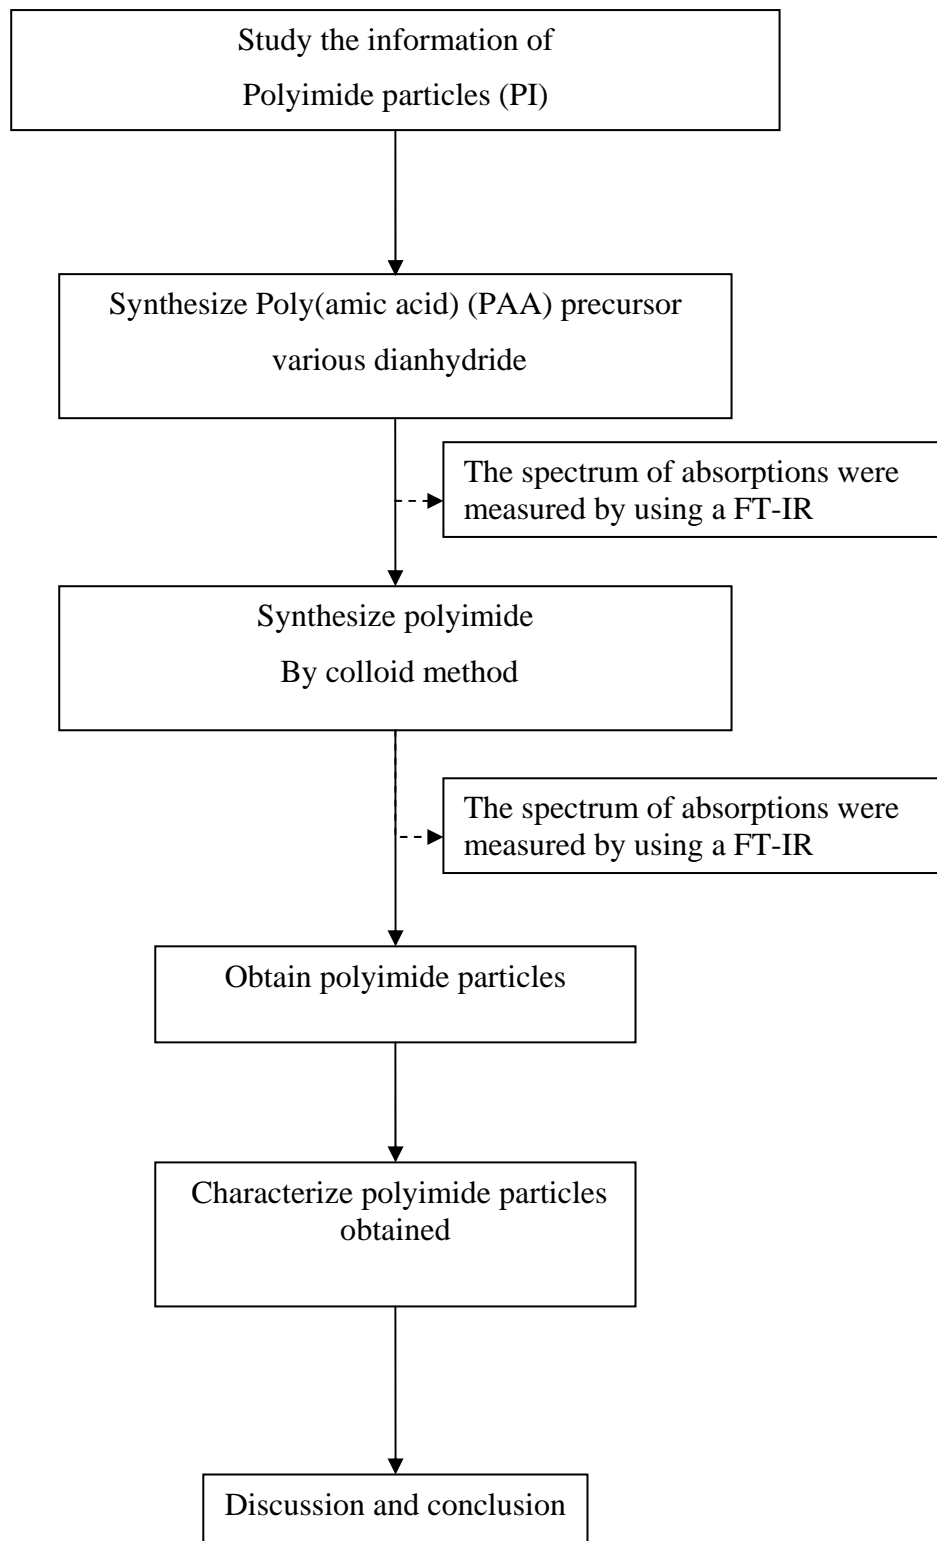 Study the information of
Polyimide particles (PI)
Synthesize Poly(amic acid) (PAA) precursor
various dianhydride
The spectrum of absorptions were
measured by using a FT-IR
Synthesize polyimide
By colloid method
The spectrum of absorptions were
measured by using a FT-IR
Obtain polyimide particles
Characterize polyimide particles
obtained
Discussion and conclusion